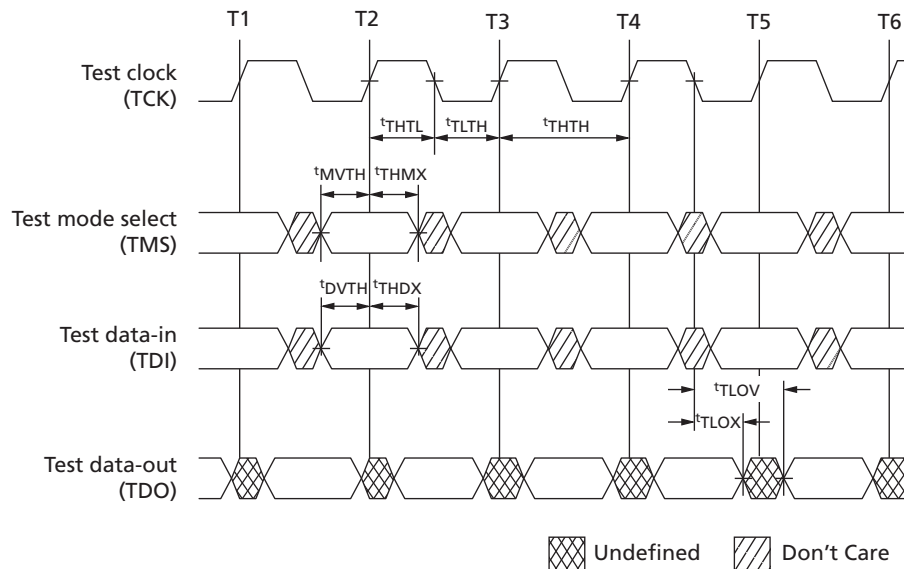 T1 T2 T3 T4 T5 T6
Test clock
(TCK)
tTHTL tTLTH tTHTH
tMVTH tTHMX
Test mode select
(TMS)
tDVTH tTHDX
Test data-in
(TDI)
tTLOV
tTLOX
Test data-out
(TDO)
Undefined Don't Care